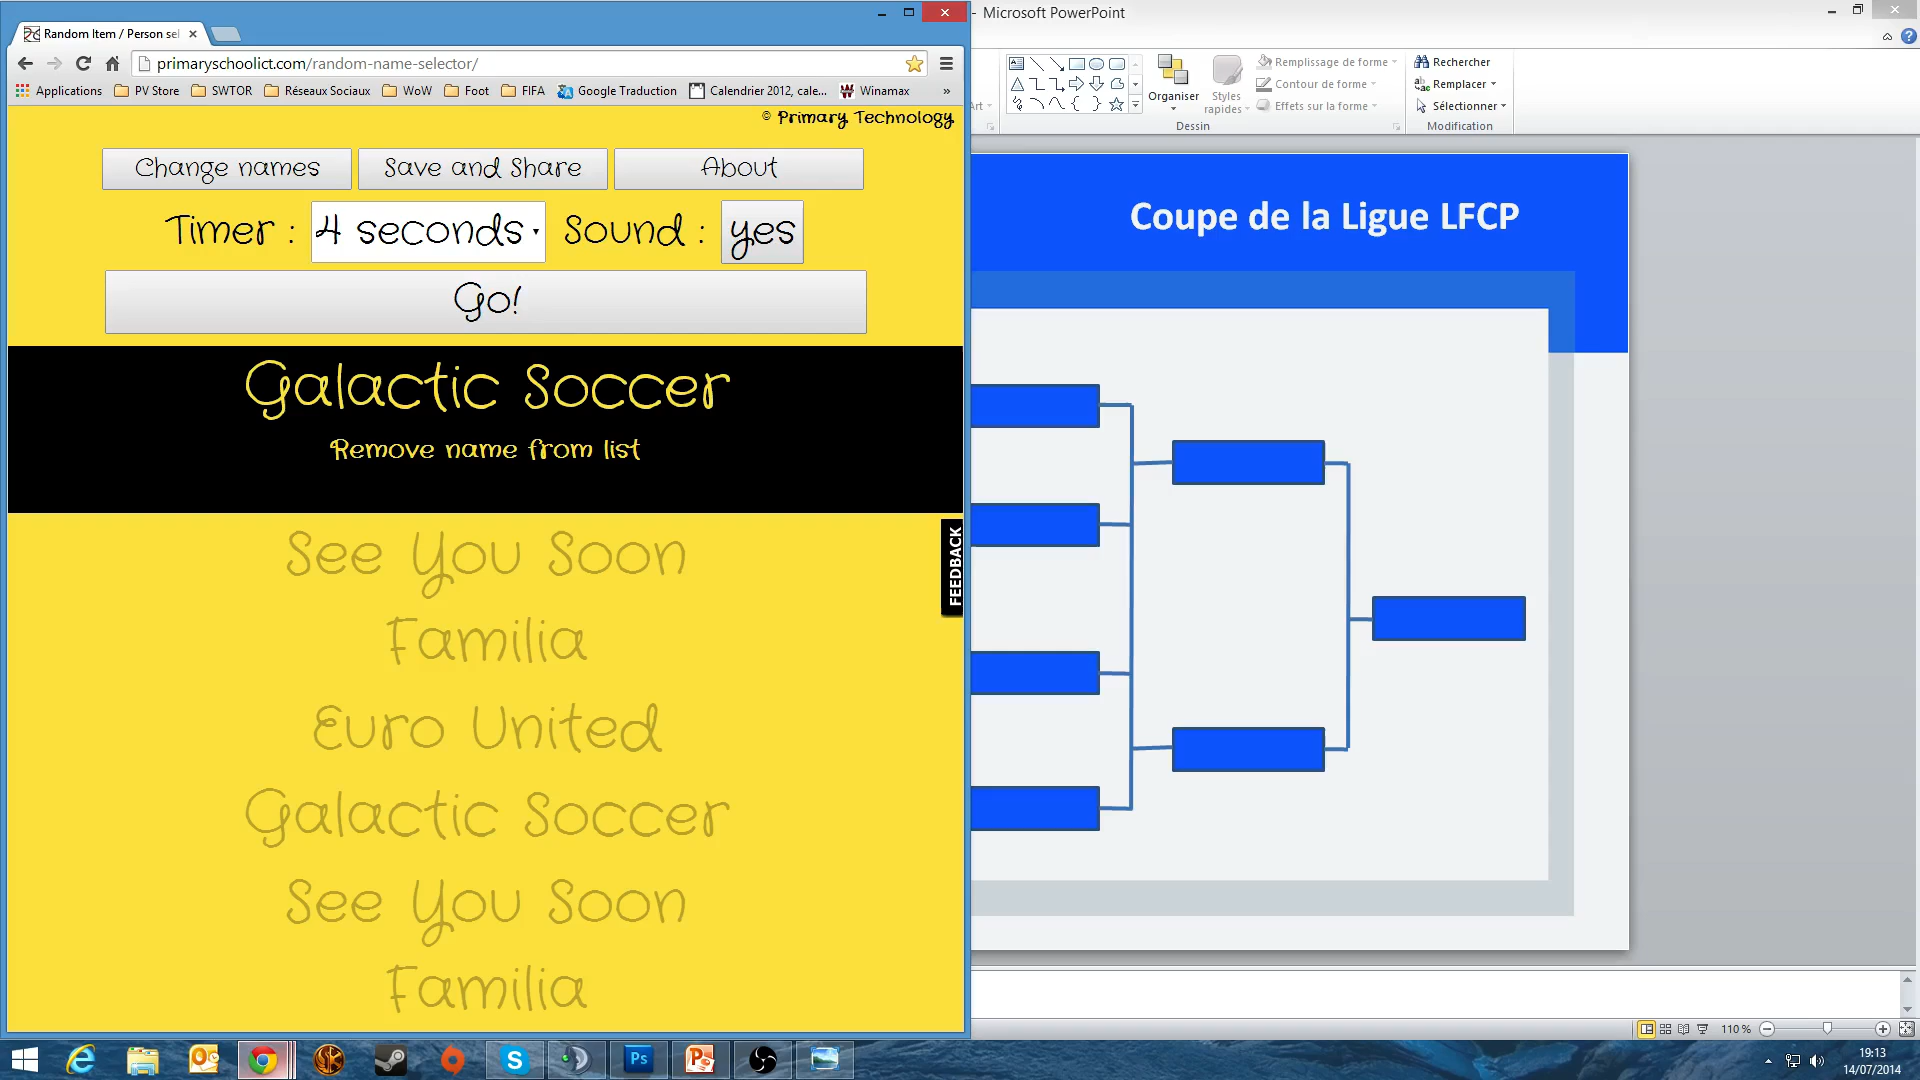 Random Item / Person sel
primaryschoolict.com/random-name-selector/
Applications PV Store SWTOR Réseaux Sociaux WoW Foot FIFA Google Traduction Calendrier 2012, cale... Winamax »
© Primary Technology
Change names Save and Share About
Timer : 4 seconds Sound : yes
Go!
Galactic Soccer
Remove name from list
See You Soon
Familia
Euro United
Galactic Soccer
See You Soon
Familia
FEEDBACK
- Microsoft PowerPoint
Art
Organiser
Styles rapides
Remplissage de forme
Contour de forme
Effets sur la forme
Dessin
Rechercher
Remplacer
Sélectionner
Modification
Coupe de la Ligue LFCP
110 %
Ps
19:13
14/07/2014